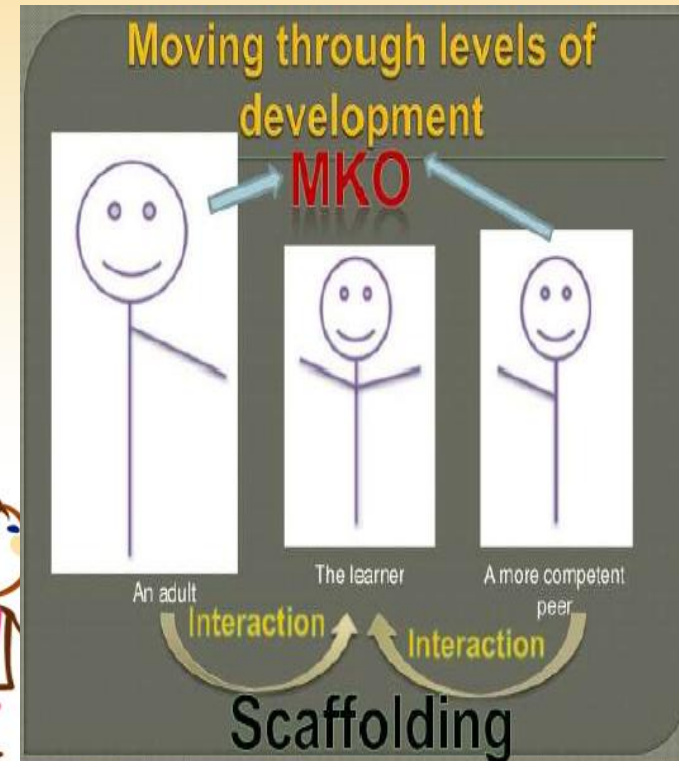 Moving through levels of
development
MKO
An adult
The learner
A more competent
peer
Interaction
Interaction
Scaffolding